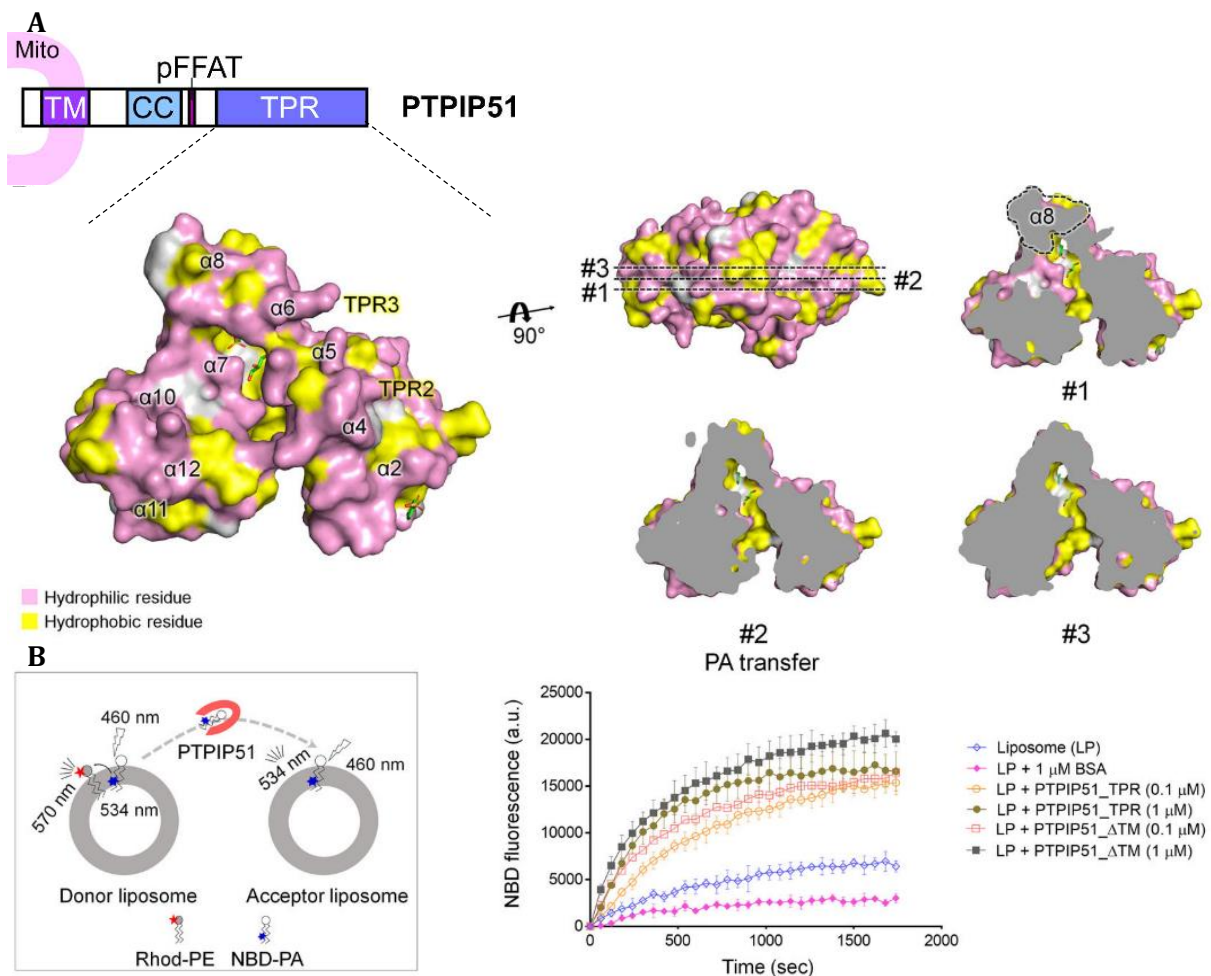 A
Mito
pFFAT
TM
CC
TPR
PTPIP51
α8
α6
TPR3
α5
α7
TPR2
α10
α4
α12
α2
α11
90°
#3
#1
#2
α8
#1
#2
#3
Hydrophilic residue
Hydrophobic residue
B
460 nm
PTPIP51
570 nm
534 nm
534 nm
460 nm
Donor liposome
Acceptor liposome
Rhod-PE
NBD-PA
PA transfer
NBD fluorescence (a.u.)
25000
20000
15000
10000
5000
0
0
500
1000
1500
2000
Time (sec)
Liposome (LP)
LP + 1 μM BSA
LP + PTPIP51_TPR (0.1 μM)
LP + PTPIP51_TPR (1 μM)
LP + PTPIP51_ΔTM (0.1 μM)
LP + PTPIP51_ΔTM (1 μM)